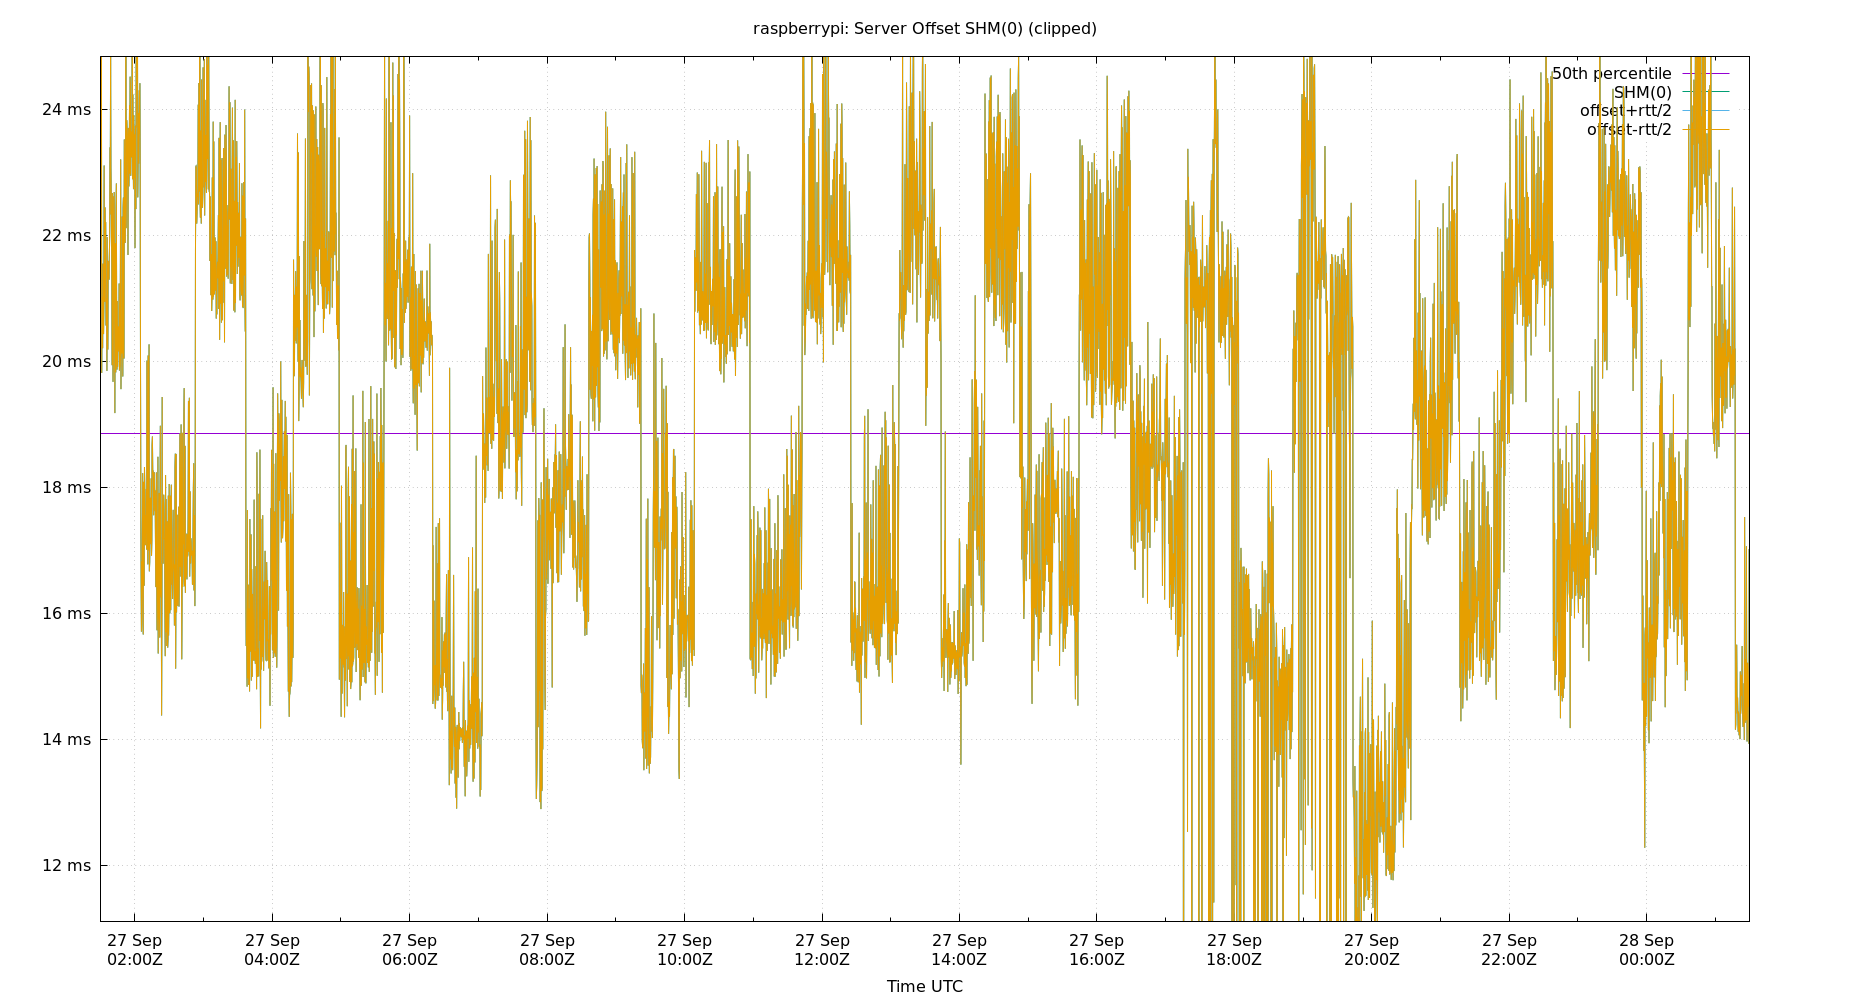 raspberrypi: Server Offset SHM(0) (clipped)
50th percentile
SHM(0)
offset+rtt/2
offset-rtt/2
24 ms
22 ms
20 ms
18 ms
16 ms
14 ms
12 ms
27 Sep 27 Sep 27 Sep 27 Sep 27 Sep 27 Sep 27 Sep 27 Sep 27 Sep 27 Sep 27 Sep 28 Sep
02:00Z 04:00Z 06:00Z 08:00Z 10:00Z 12:00Z 14:00Z 16:00Z 18:00Z 20:00Z 22:00Z 00:00Z
Time UTC